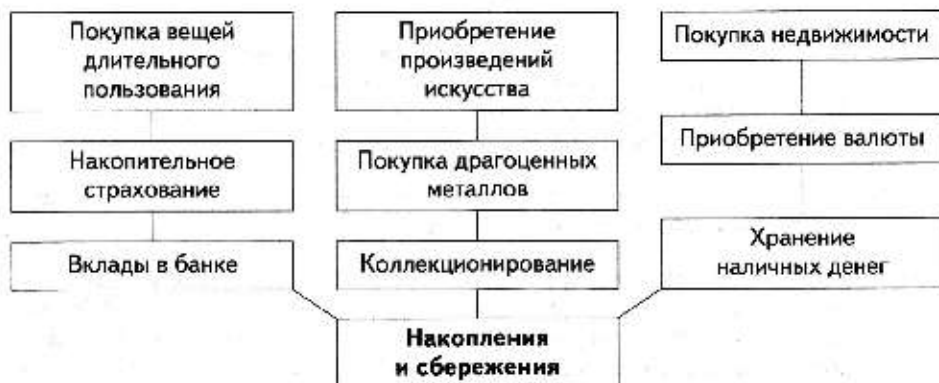 Покупка вещей
длительного
пользования
Приобретение
произведений
искусства
Покупка недвижимости
Накопительное
страхование
Покупка драгоценных
металлов
Приобретение валюты
Вклады в банке
Коллекционирование
Хранение
наличных денег
Накопления
и сбережения